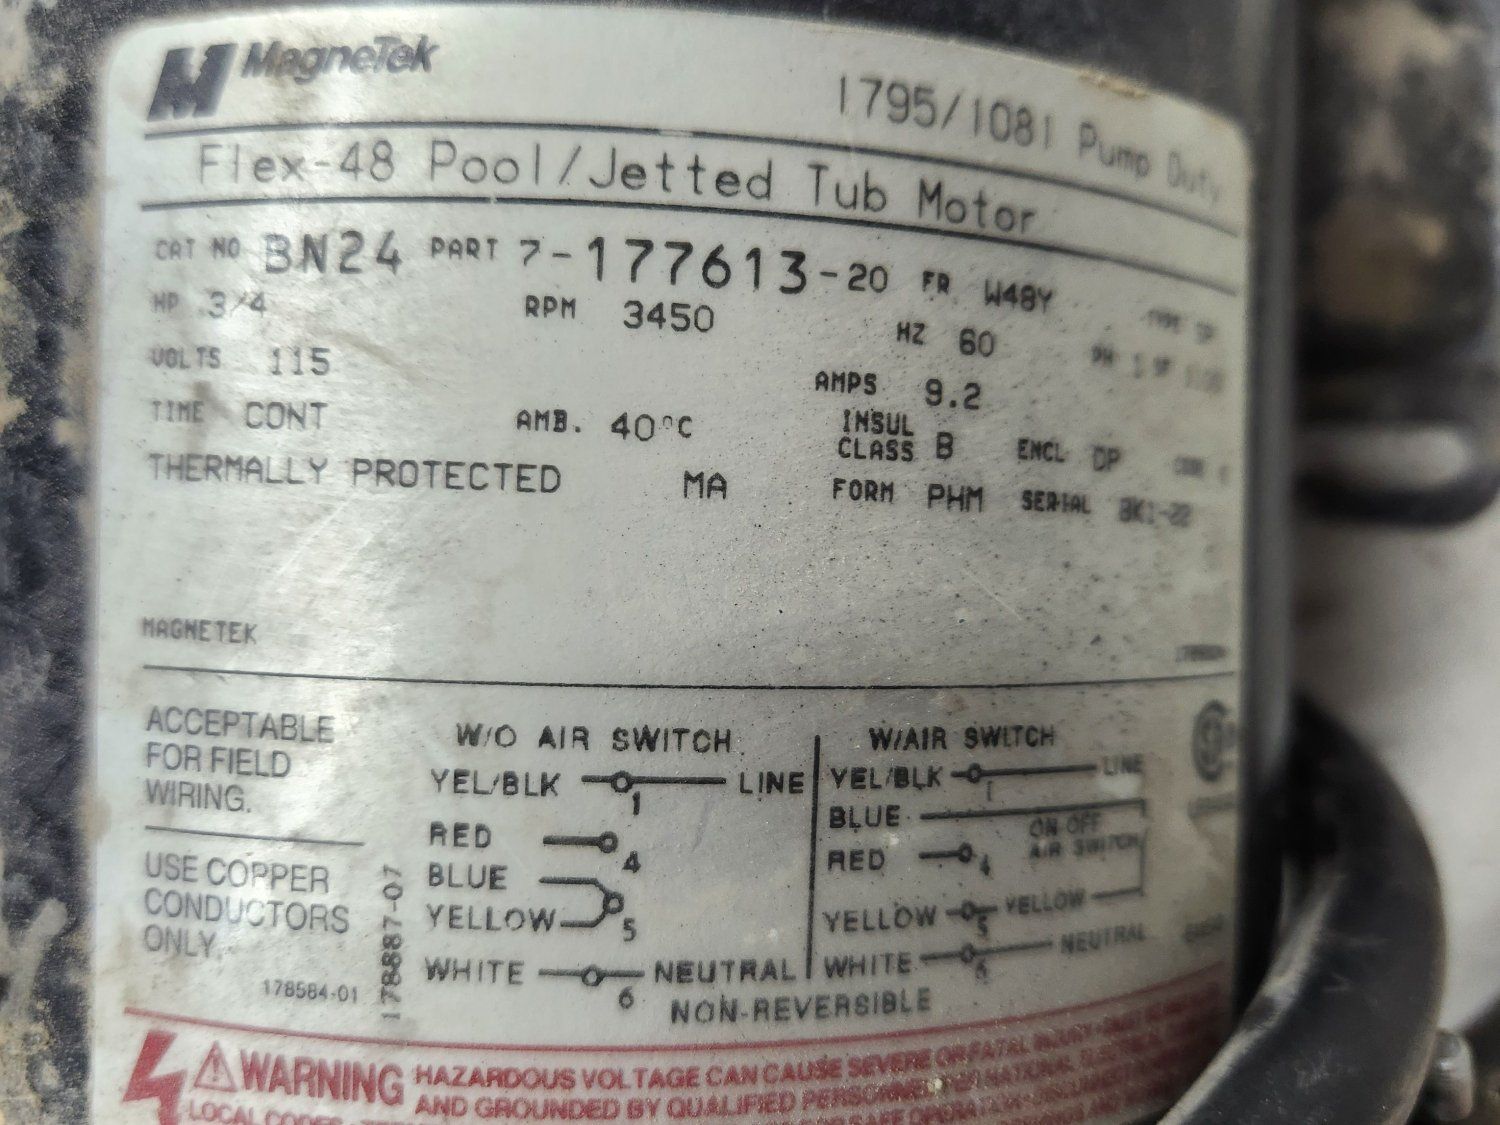 MagneTek
1795/1081 Pump Duty
Flex-48 Pool/Jetted Tub Motor
CAT NO BN24 PART 7-177613-20 FR W48Y TYPE
HP 3/4 RPM 3450 HZ 60 PH 1 SF
VOLTS 115 AMPS 9.2
TIME CONT AMB. 40°C INSUL CLASS B ENCL DP
THERMALLY PROTECTED MA FORM PHM SERIAL
MAGNETEK
ACCEPTABLE
FOR FIELD
WIRING.
USE COPPER
CONDUCTORS
ONLY.
178584-01
178887-07
W/O AIR SWITCH
YEL/BLK 1 LINE
RED 4
BLUE
YELLOW 5
WHITE 6 NEUTRAL
W/AIR SWITCH
YEL/BLK 1 LINE
BLUE
ON-OFF
AIR SWITCH
RED 4
YELLOW 5 YELLOW
WHITE 6 NEUTRAL
NON-REVERSIBLE
WARNING HAZARDOUS VOLTAGE CAN CAUSE SEVERE OR FATAL
AND GROUNDED BY QUALIFIED PERSONNEL
LOCAL